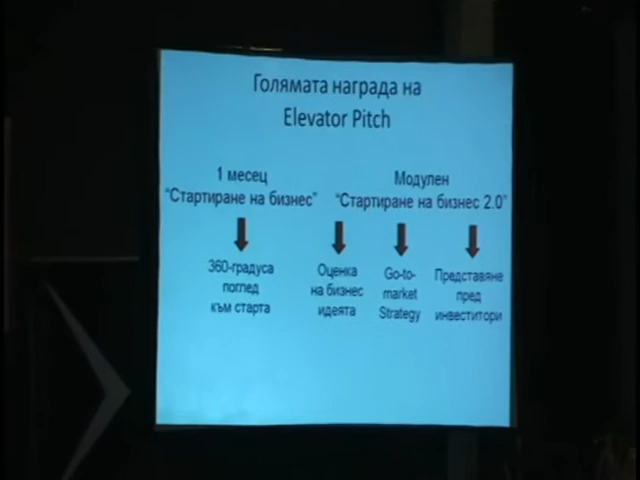 Голямата награда на
Elevator Pitch
1 месец
“Стартиране на бизнес”
Модулен
“Стартиране на бизнес 2.0”
360-градуса
поглед
към старта
Оценка
на бизнес
идеята
Go-to-
market
Strategy
Представяне
пред
инвеститори